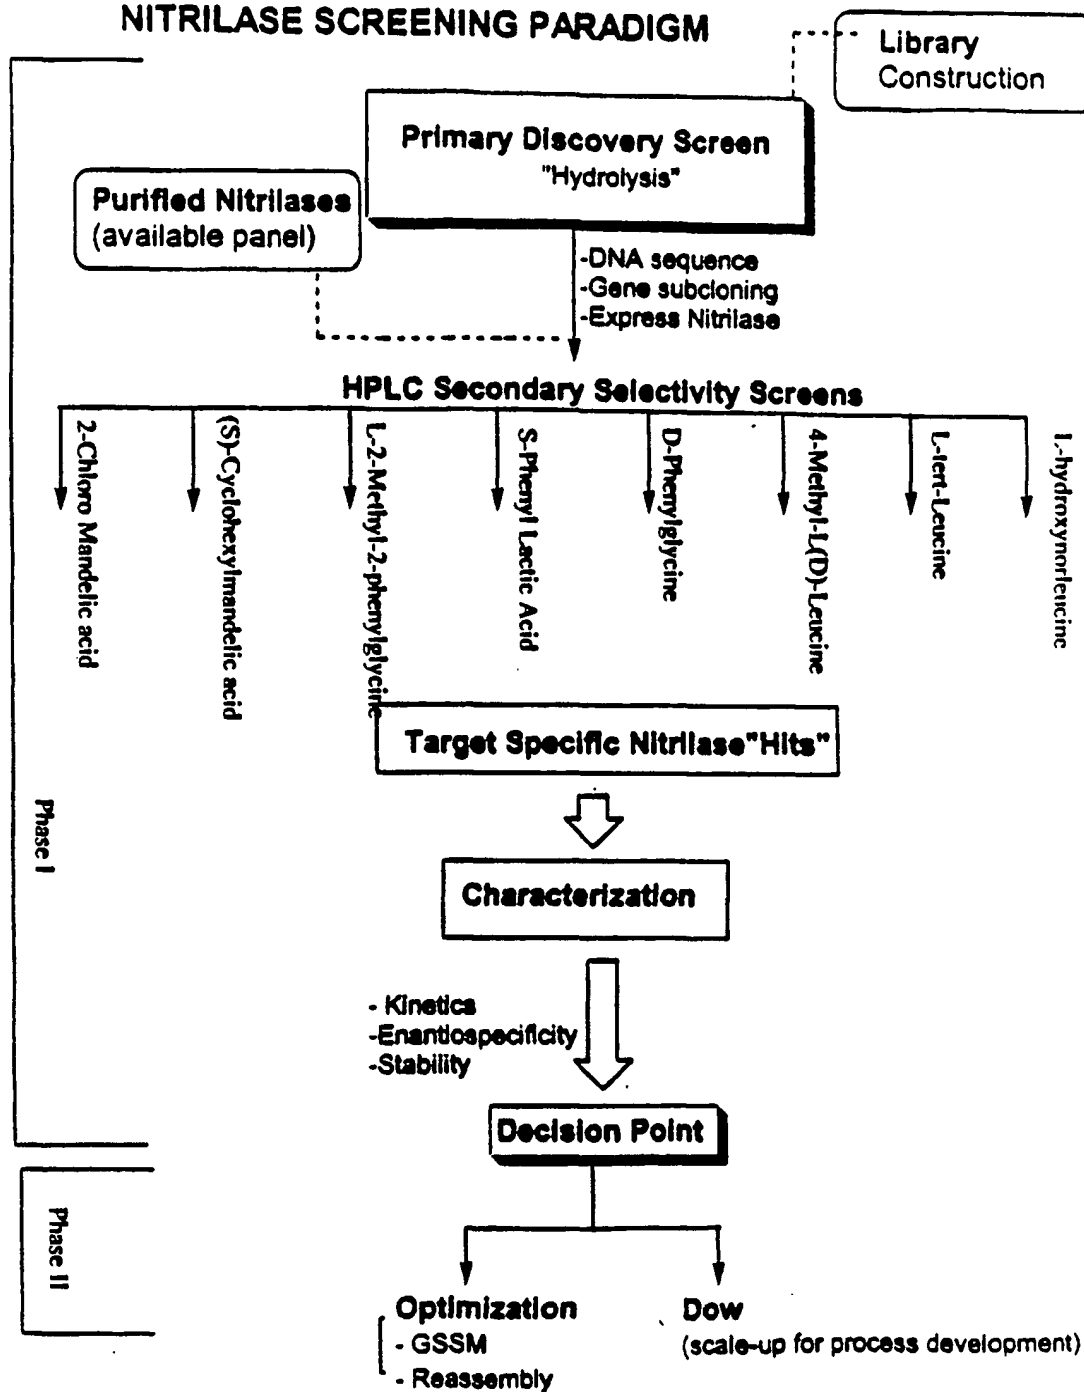 NITRILASE SCREENING PARADIGM
Library
Construction
Primary Discovery Screen
"Hydrolysis"
Purified Nitrilases
(available panel)
-DNA sequence
-Gene subcloning
-Express Nitrilase
HPLC Secondary Selectivity Screens
2-Chloro Mandelic acid
(S)-Cyclohexylmandelic acid
L-2-Methyl-2-phenylglycine
S-Phenyl Lactic Acid
D-Phenylglycine
4-Methyl-L(D)-Leucine
L-tert-Leucine
L-hydroxynorleucine
Target Specific Nitrilase"Hits"
Phase I
Characterization
- Kinetics
-Enantiospecificity
-Stability
Decision Point
Phase II
Optimization
- GSSM
- Reassembly
Dow
(scale-up for process development)